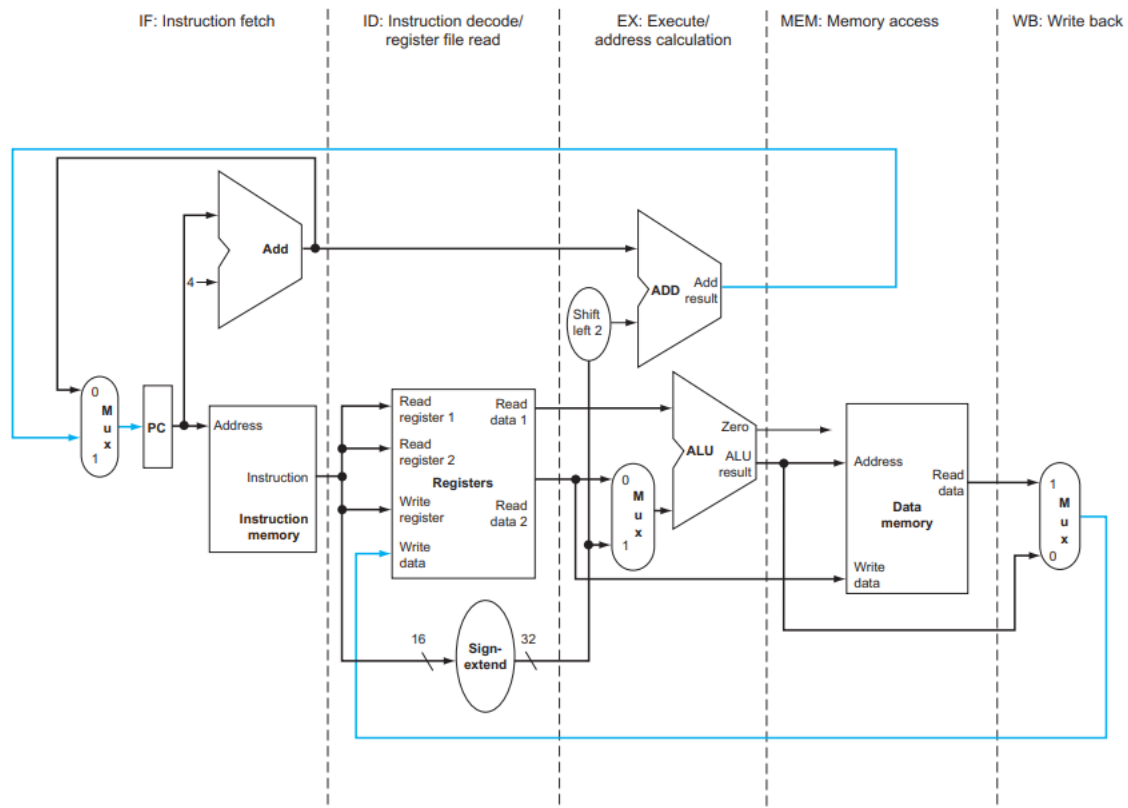 IF: Instruction fetch
ID: Instruction decode/
register file read
EX: Execute/
address calculation
MEM: Memory access
WB: Write back
Add
4
ADD
Add
result
Shift
left 2
0
M
u
x
1
PC
Address
Instruction
Instruction
memory
Read
register 1
Read
register 2
Write
register
Write
data
Registers
Read
data 1
Read
data 2
16
Sign-
extend
32
0
M
u
x
1
ALU
Zero
ALU
result
Address
Write
data
Data
memory
Read
data
1
M
u
x
0